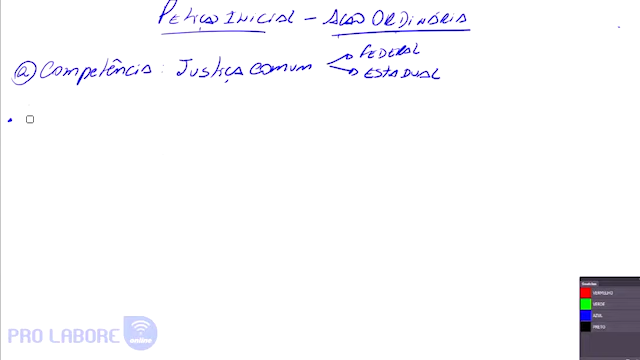 PETIÇÃO INICIAL – AÇÃO ORDINÁRIA
a) Competência: JUSTIÇA COMUM
FEDERAL
ESTADUAL
VERMELHO
VERDE
AZUL
PRETO
PRO LABORE
online